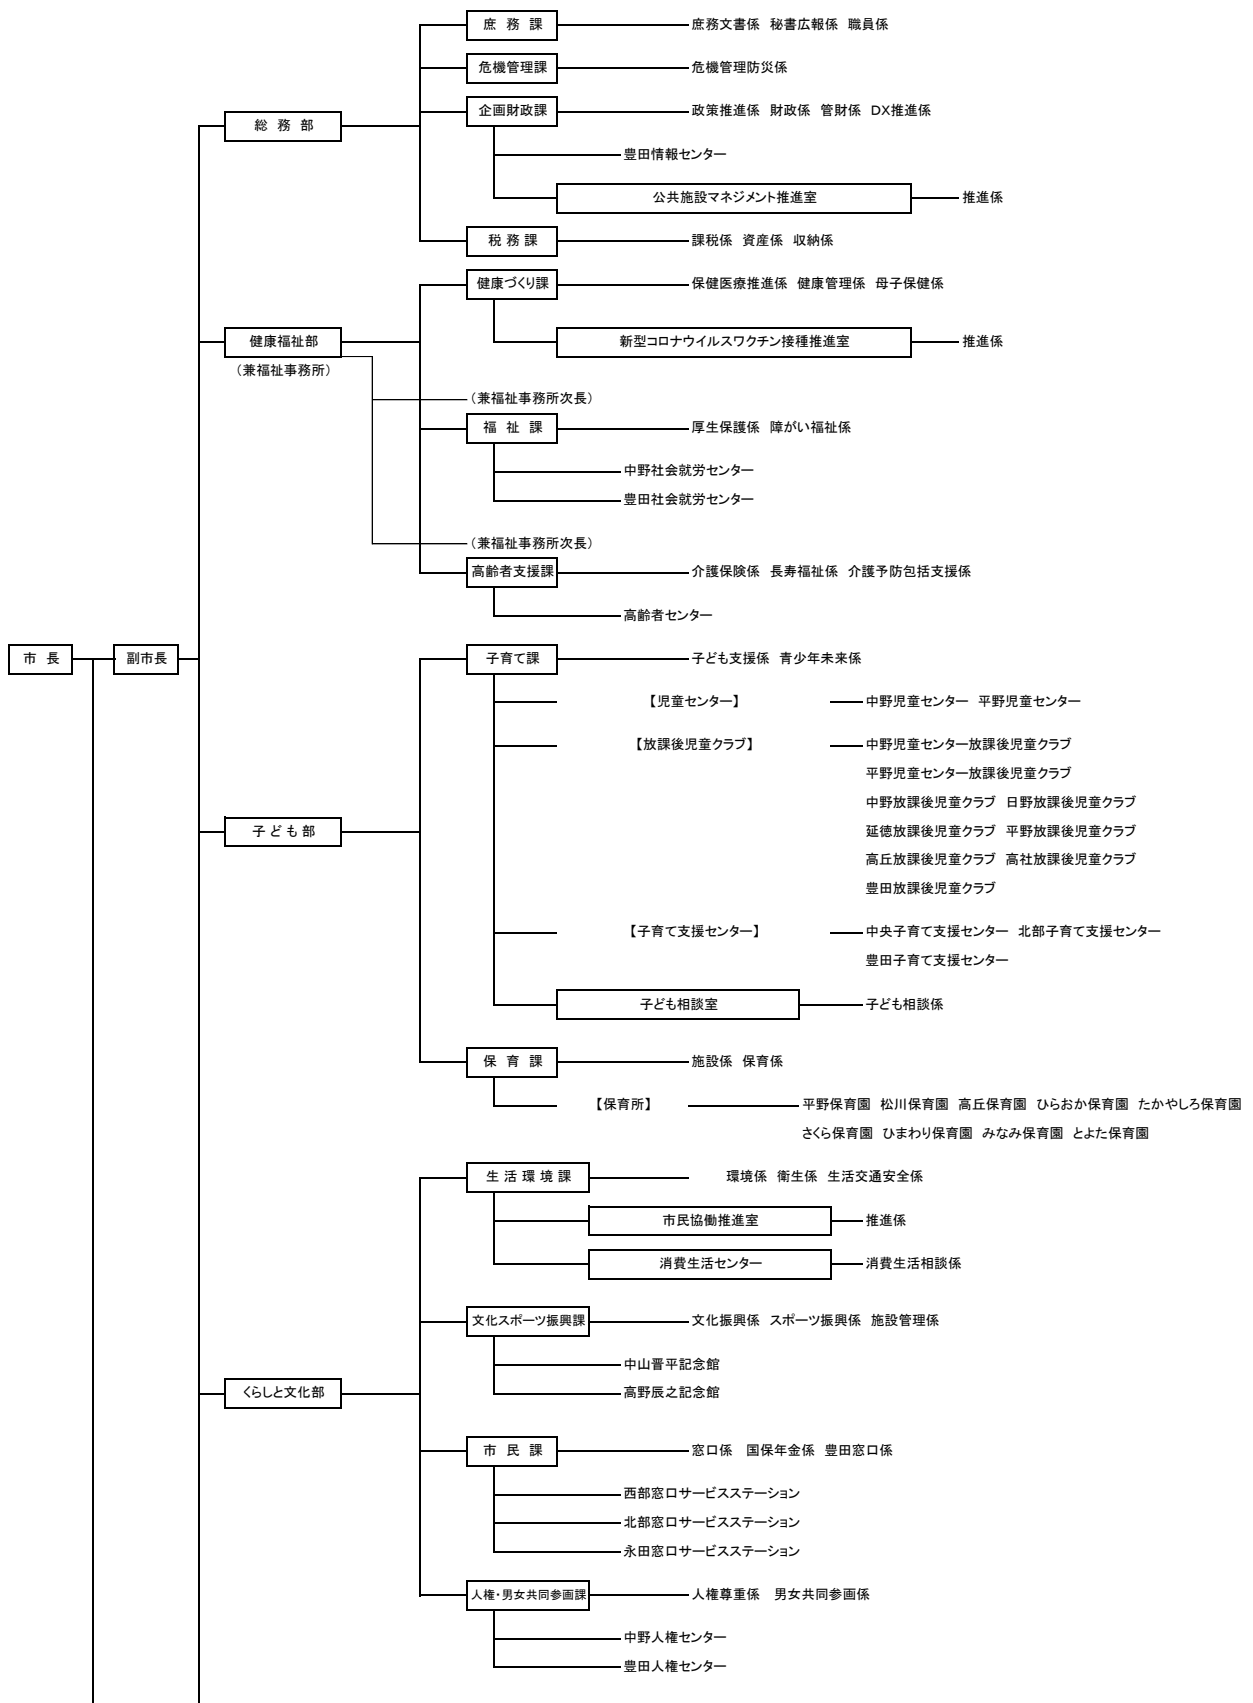 庶 務 課 庶務文書係 秘書広報係 職員係
危機管理課 危機管理防災係
企画財政課 政策推進係 財政係 管財係 DX推進係
総 務 部
豊田情報センター
公共施設マネジメント推進室 推進係
税 務 課 課税係 資産係 収納係
健康づくり課 保健医療推進係 健康管理係 母子保健係
健康福祉部 新型コロナウイルスワクチン接種推進室 推進係
（兼福祉事務所）
（兼福祉事務所次長）
福 祉 課 厚生保護係 障がい福祉係
中野社会就労センター
豊田社会就労センター
（兼福祉事務所次長）
高齢者支援課 介護保険係 長寿福祉係 介護予防包括支援係
高齢者センター
市 長 副市長 子育て課 子ども支援係 青少年未来係
【児童センター】 中野児童センター 平野児童センター
【放課後児童クラブ】 中野児童センター放課後児童クラブ
平野児童センター放課後児童クラブ
中野放課後児童クラブ 日野放課後児童クラブ
子 ど も 部 延徳放課後児童クラブ 平野放課後児童クラブ
高丘放課後児童クラブ 高社放課後児童クラブ
豊田放課後児童クラブ
【子育て支援センター】 中央子育て支援センター 北部子育て支援センター
豊田子育て支援センター
子ども相談室 子ども相談係
保 育 課 施設係 保育係
【保育所】 平野保育園 松川保育園 高丘保育園 ひらおか保育園 たかやしろ保育園
さくら保育園 ひまわり保育園 みなみ保育園 とよた保育園
生 活 環 境 課 環境係 衛生係 生活交通安全係
市民協働推進室 推進係
消費生活センター 消費生活相談係
文化スポーツ振興課 文化振興係 スポーツ振興係 施設管理係
中山晋平記念館
くらしと文化部 高野辰之記念館
市 民 課 窓口係 国保年金係 豊田窓口係
西部窓口サービスステーション
北部窓口サービスステーション
永田窓口サービスステーション
人権・男女共同参画課 人権尊重係 男女共同参画係
中野人権センター
豊田人権センター